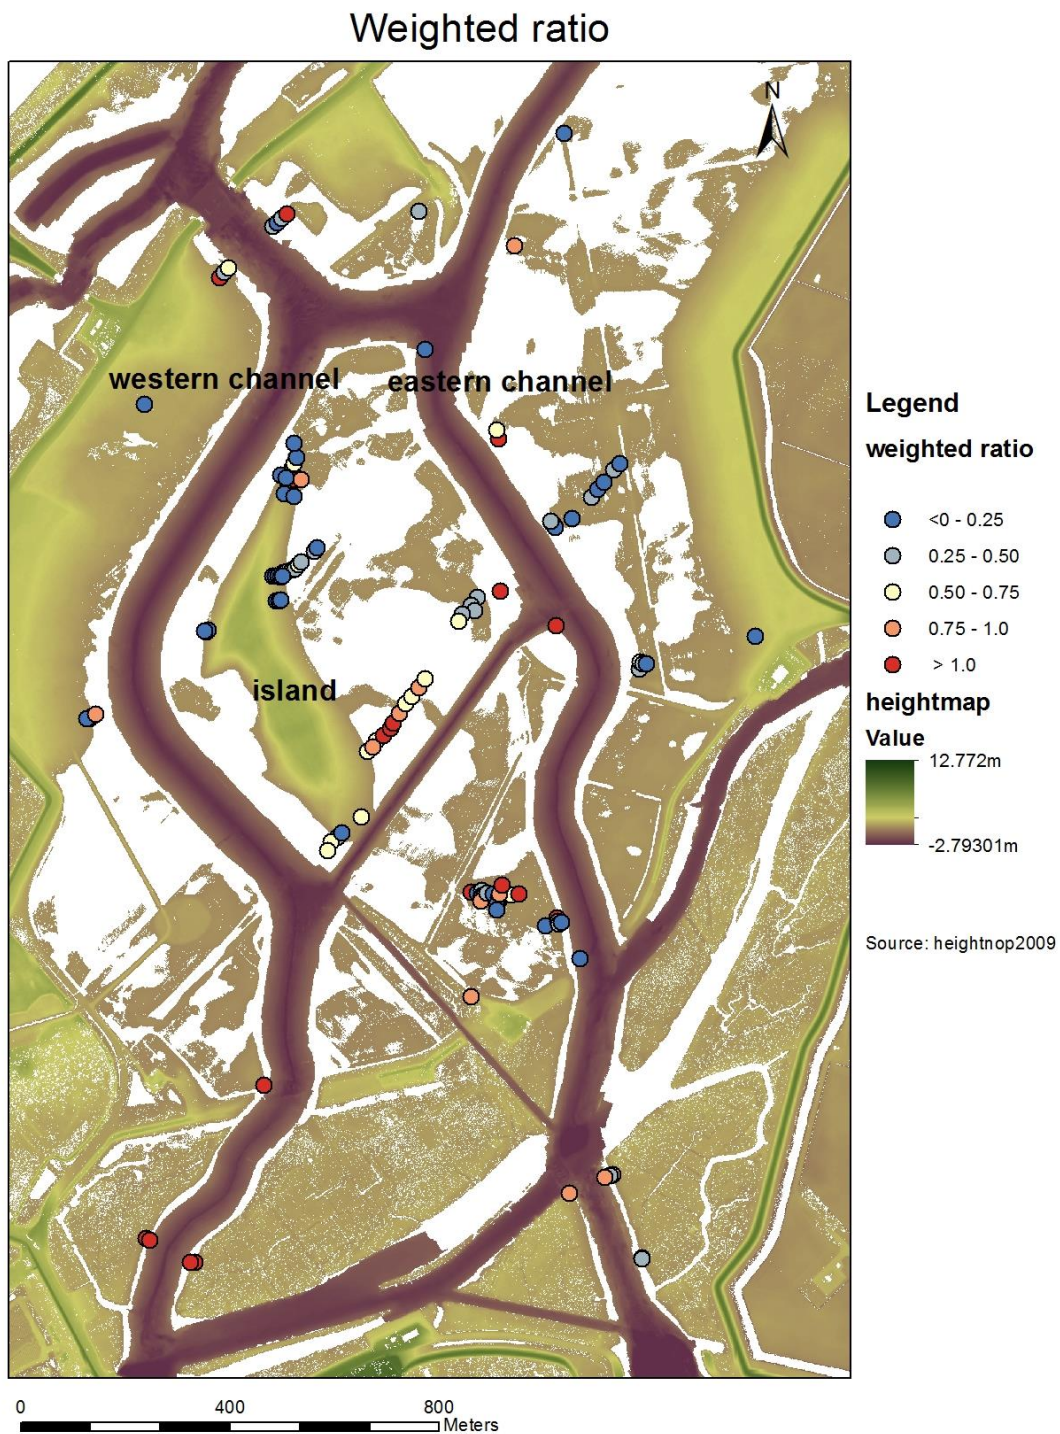 Weighted ratio
N
western channel
eastern channel
island
Legend
weighted ratio
<0 - 0.25
0.25 - 0.50
0.50 - 0.75
0.75 - 1.0
> 1.0
heightmap
Value
12.772m
-2.79301m
Source: heightnop2009
0 400 800
Meters